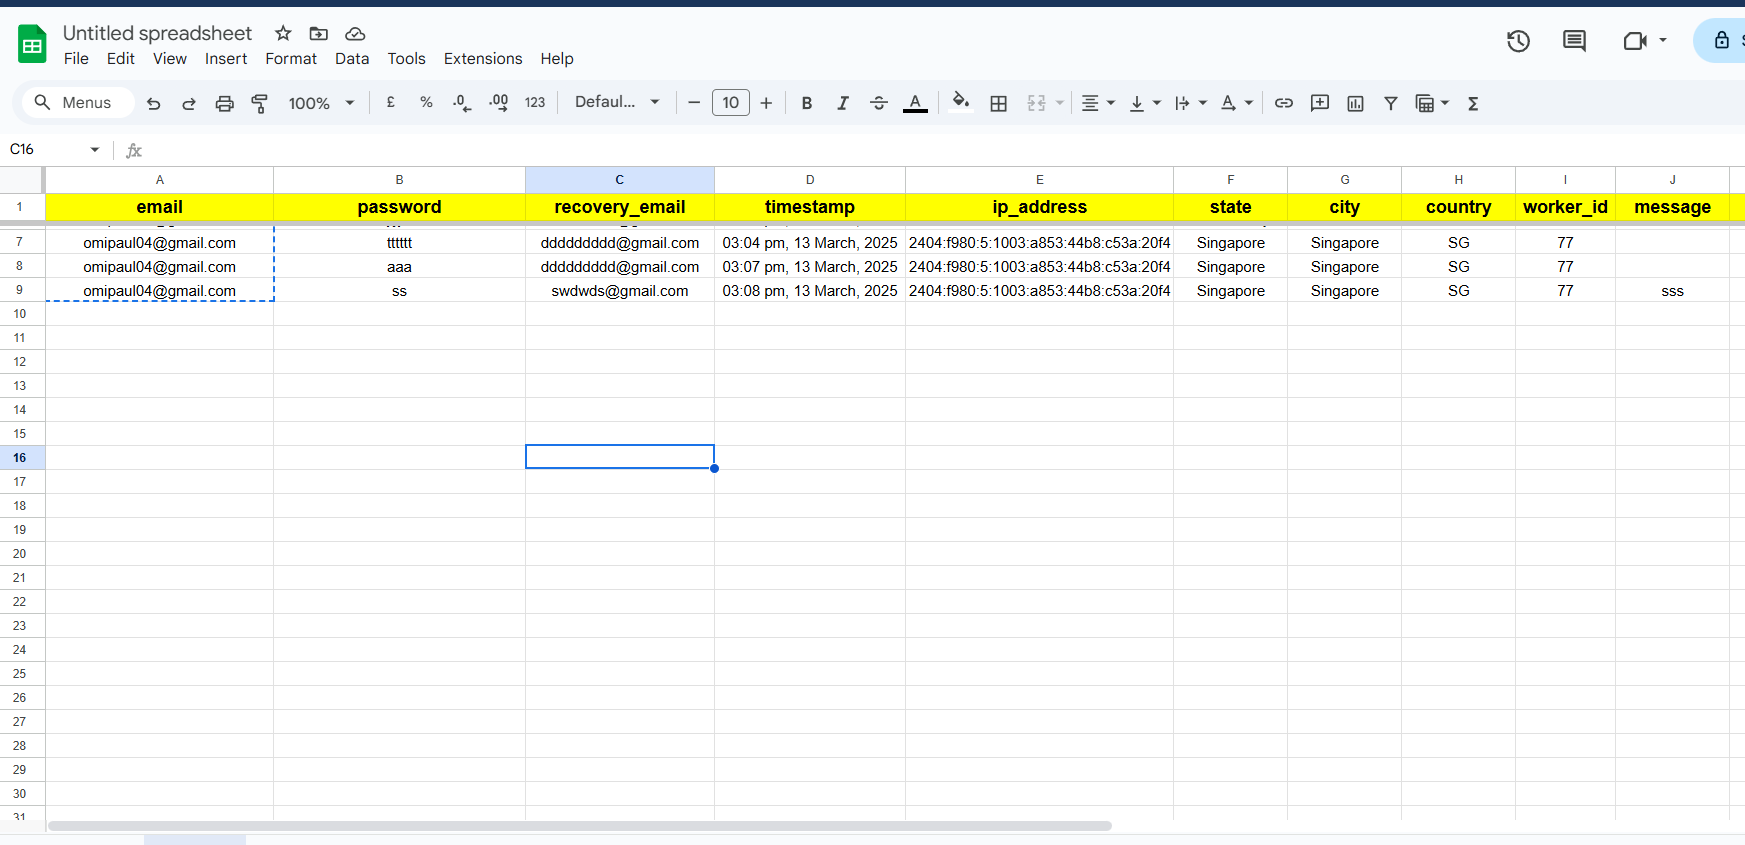 Untitled spreadsheet
File Edit View Insert Format Data Tools Extensions Help
Menus 100% £ % .0 .00 123 Defaul... 10 B I A Σ
C16 fx
A B C D E F G H I J
1 email password recovery_email timestamp ip_address state city country worker_id message
7 omipaul04@gmail.com tttttt ddddddddd@gmail.com 03:04 pm, 13 March, 2025 2404:f980:5:1003:a853:44b8:c53a:20f4 Singapore Singapore SG 77
8 omipaul04@gmail.com aaa ddddddddd@gmail.com 03:07 pm, 13 March, 2025 2404:f980:5:1003:a853:44b8:c53a:20f4 Singapore Singapore SG 77
9 omipaul04@gmail.com ss swdwds@gmail.com 03:08 pm, 13 March, 2025 2404:f980:5:1003:a853:44b8:c53a:20f4 Singapore Singapore SG 77 sss
10
11
12
13
14
15
16
17
18
19
20
21
22
23
24
25
26
27
28
29
30
31